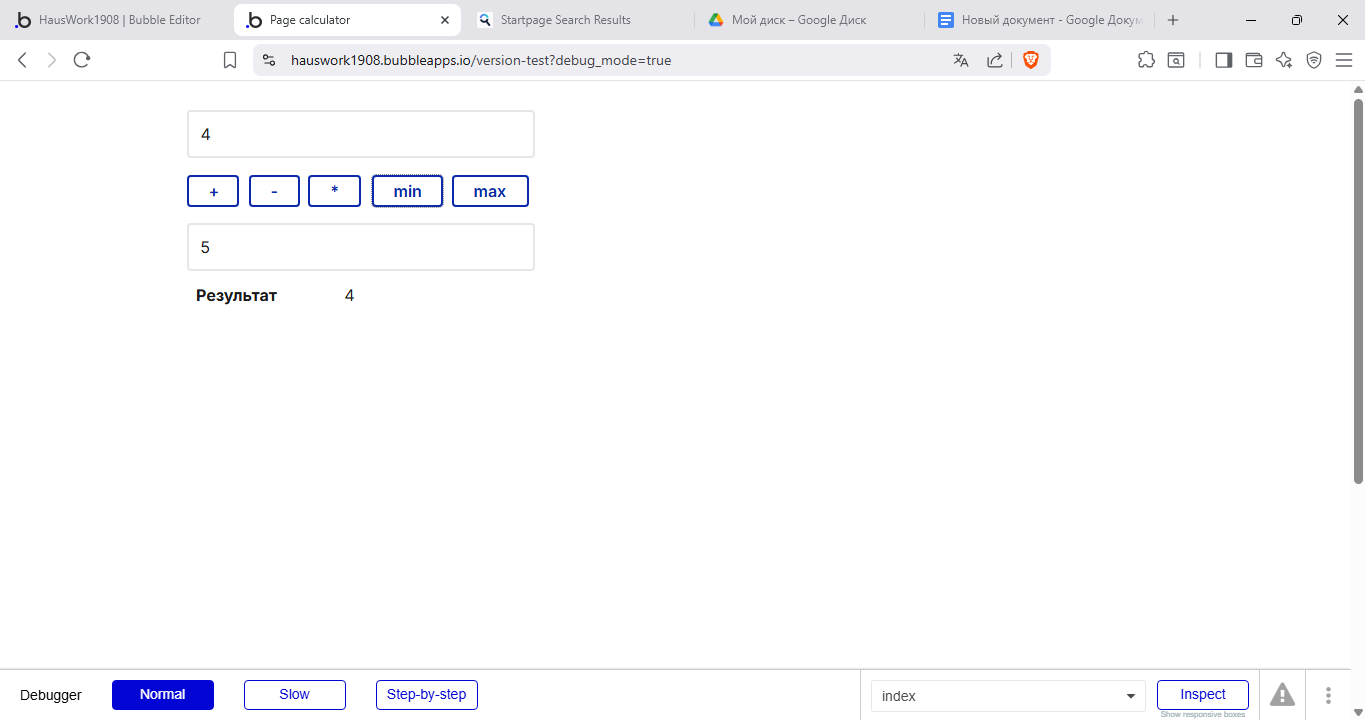 HausWork1908 | Bubble Editor
Page calculator
Startpage Search Results
Мой диск – Google Диск
Новый документ - Google Докум
hauswork1908.bubbleapps.io/version-test?debug_mode=true
4
+ - * min max
5
Результат 4
Debugger Normal Slow Step-by-step index Inspect
Show responsive boxes